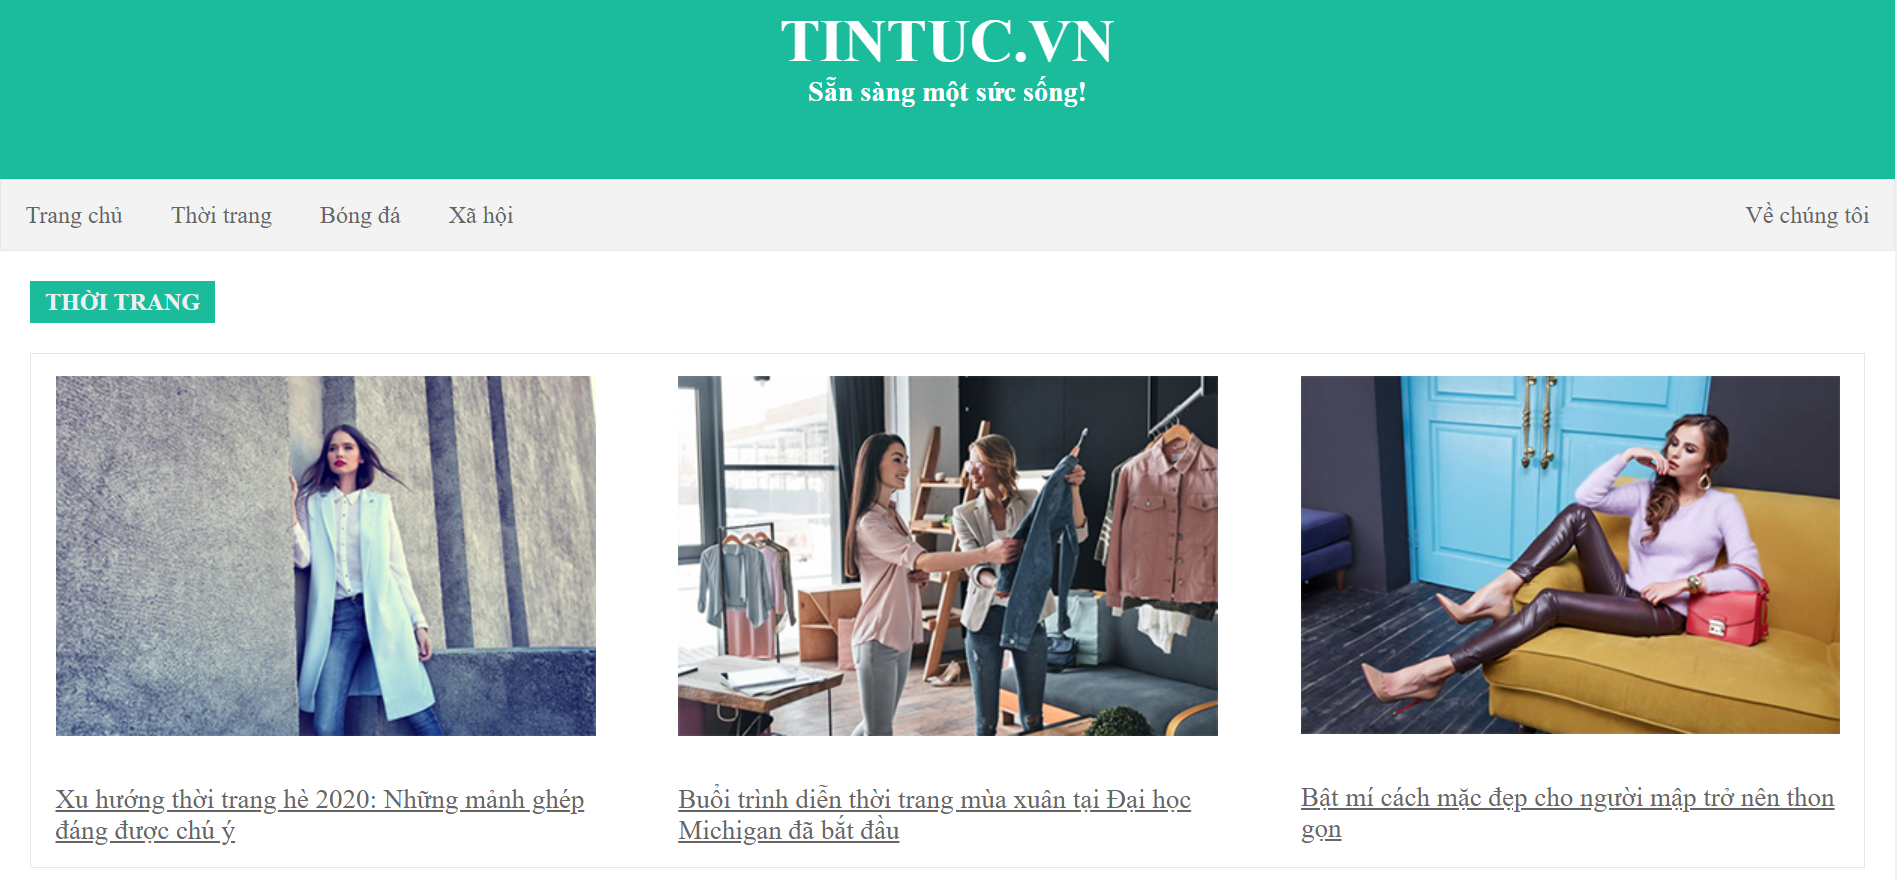 TINTUC.VN
Sẵn sàng một sức sống!
Trang chủ Thời trang Bóng đá Xã hội Về chúng tôi
THỜI TRANG
Xu hướng thời trang hè 2020: Những mảnh ghép
đáng được chú ý
Buổi trình diễn thời trang mùa xuân tại Đại học
Michigan đã bắt đầu
Bật mí cách mặc đẹp cho người mập trở nên thon
gọn